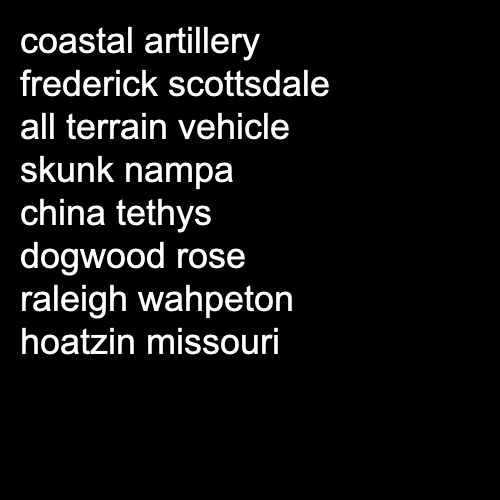 coastal artillery
frederick scottsdale
all terrain vehicle
skunk nampa
china tethys
dogwood rose
raleigh wahpeton
hoatzin missouri